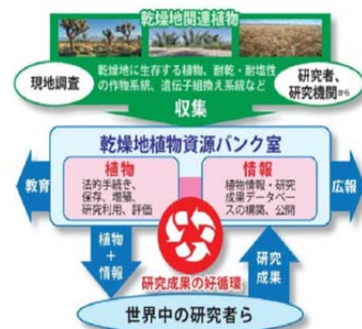 乾燥地関連植物
現地調査
乾燥地に生存する植物、耐乾・耐塩性
の作物系統、遺伝子組換え系統など
研究者、
研究機関から
収集
乾燥地植物資源バンク室
教育
植物
法的手続き、
保存、増殖、
研究利用、評価
情報
植物情報・研究
成果データベー
スの構築、公開
広報
植物
+
情報
研究成果の好循環
研究
成果
世界中の研究者ら